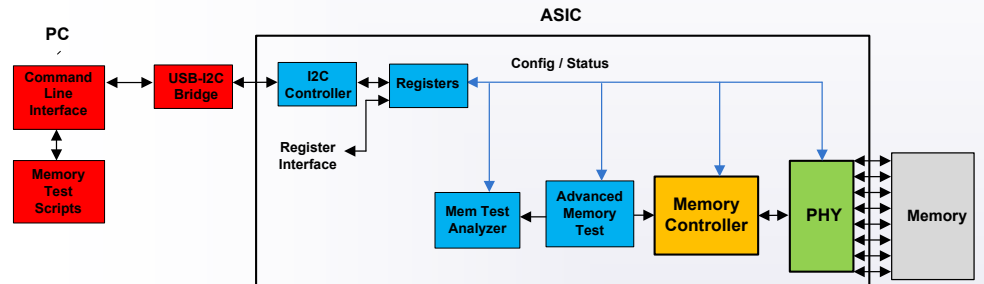 ASIC
PC
Command
Line
Interface
USB-I2C
Bridge
I2C
Controller
Registers
Config / Status
Register
Interface
Memory
Test
Scripts
Mem Test
Analyzer
Advanced
Memory
Test
Memory
Controller
PHY
Memory